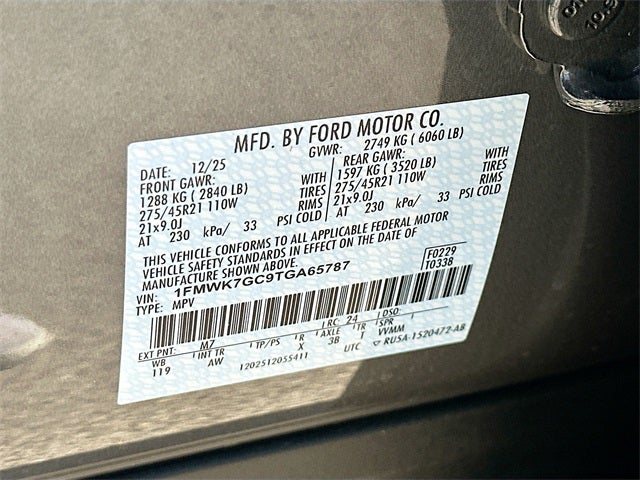 MFD. BY FORD MOTOR CO.
DATE: 12/25 GVWR: 2749 KG ( 6060 LB)
FRONT GAWR: REAR GAWR:
1288 KG ( 2840 LB) WITH 1597 KG ( 3520 LB) WITH
275/45R21 110W TIRES 275/45R21 110W TIRES
21x9.0J RIMS 21x9.0J RIMS
AT 230 kPa/ 33 PSI COLD AT 230 kPa/ 33 PSI COLD
THIS VEHICLE CONFORMS TO ALL APPLICABLE FEDERAL MOTOR
VEHICLE SAFETY STANDARDS IN EFFECT ON THE DATE OF
MANUFACTURE SHOWN ABOVE.
F0229
T0338
VIN: 1FMWK7GC9TGA65787
TYPE: MPV
EXT PNT: M7 RC: 24 DSO:
WB INT TR TP/PS R AXLE TR SPR
119 AW X 3B T VVMM
1202512055411 UTC RU5A-1520472-AB